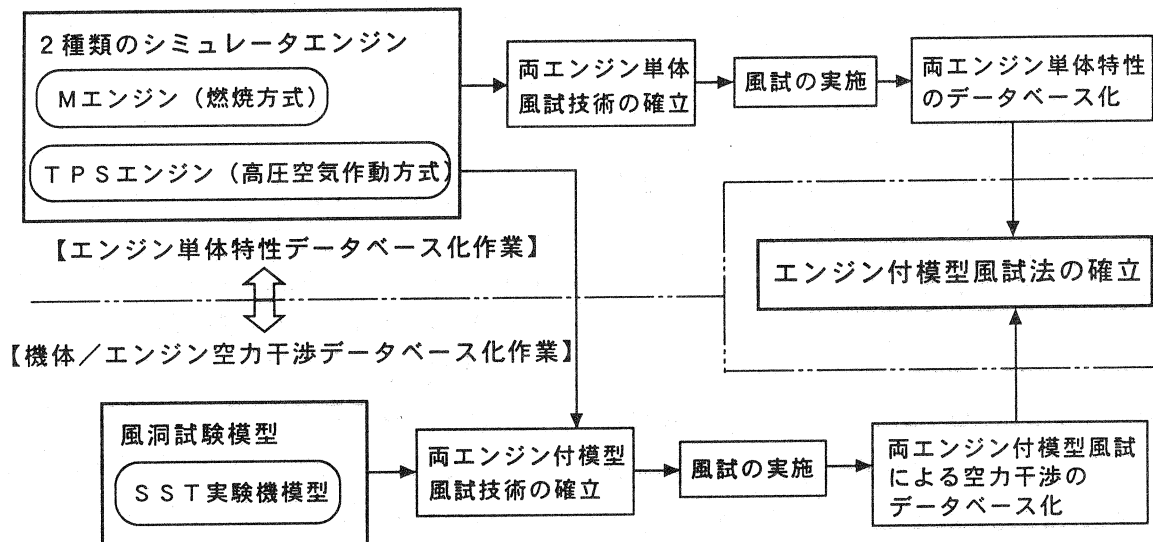 2種類のシミュレータエンジン
Mエンジン（燃焼方式）
TPSエンジン（高圧空気作動方式）
両エンジン単体
風試技術の確立
風試の実施
両エンジン単体特性
のデータベース化
【エンジン単体特性データベース化作業】
エンジン付模型風試法の確立
【機体／エンジン空力干渉データベース化作業】
風洞試験模型
SST実験機模型
両エンジン付模型
風試技術の確立
風試の実施
両エンジン付模型風試
による空力干渉の
データベース化